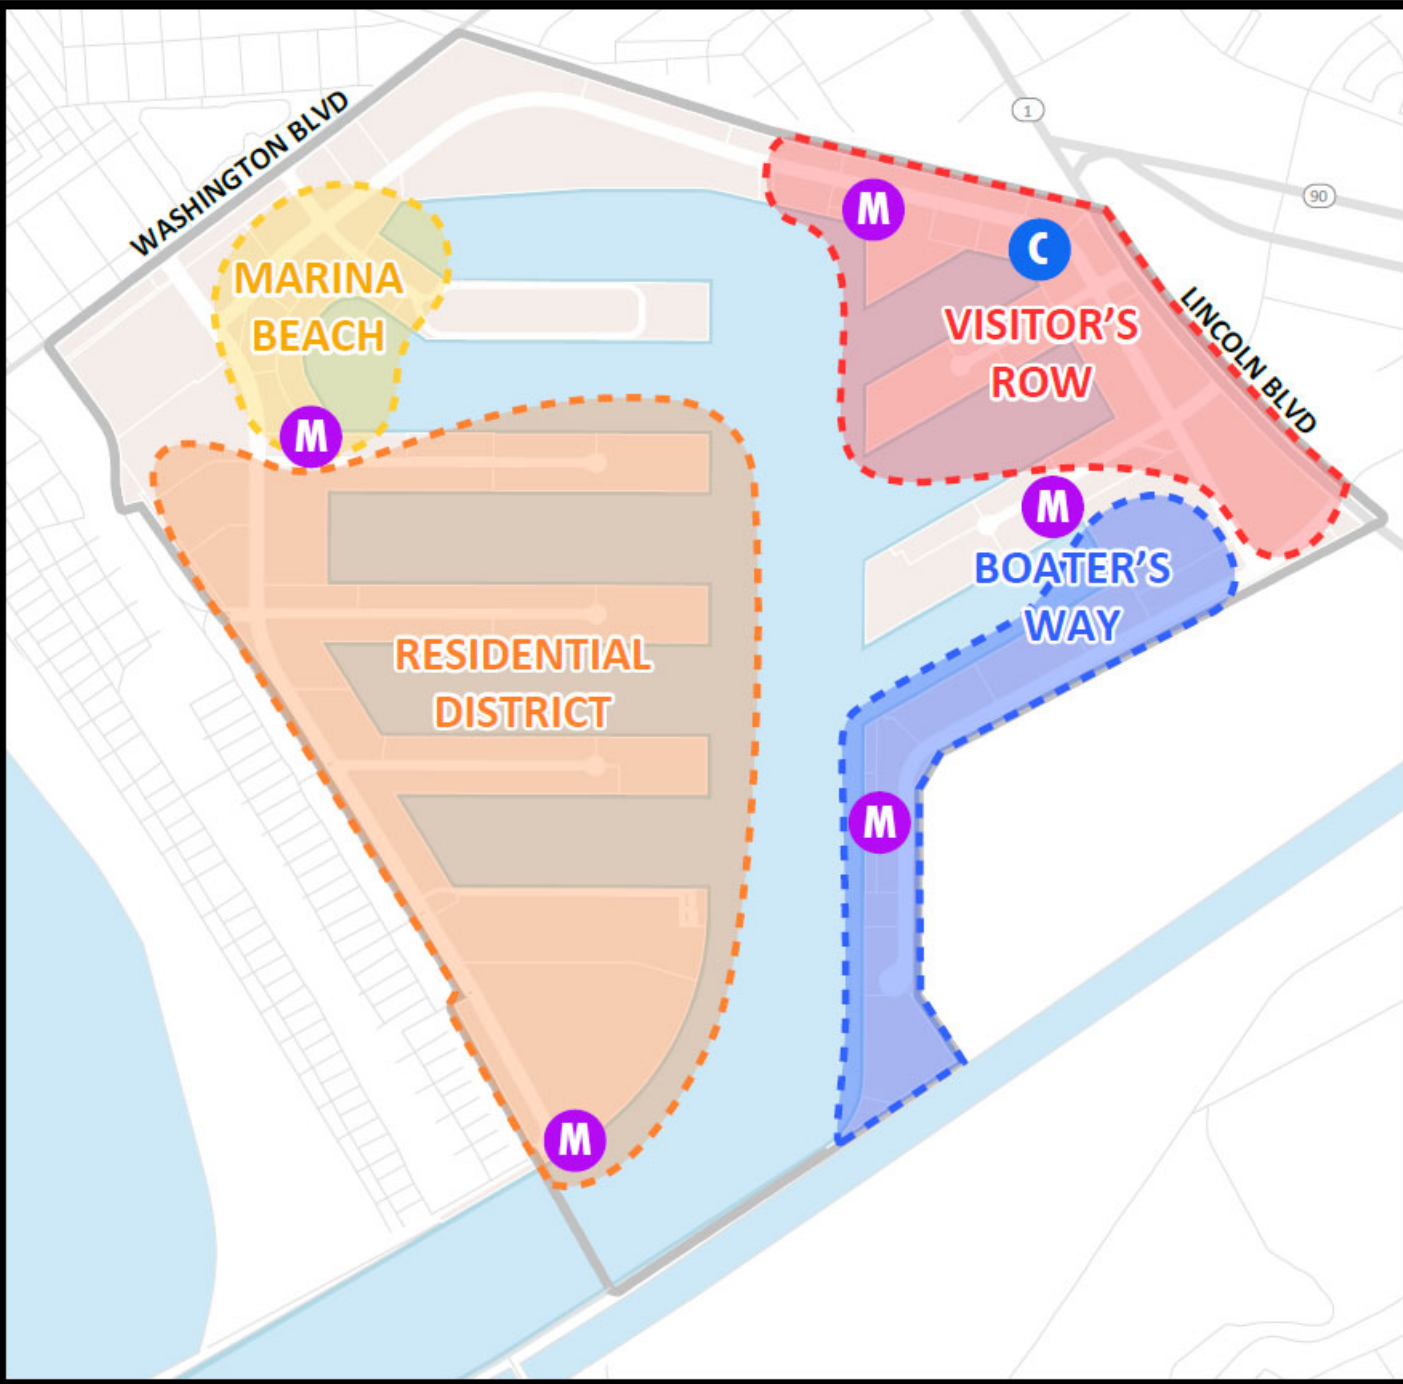 WASHINGTON BLVD
1
90
M
C
MARINA
BEACH
VISITOR'S
ROW
LINCOLN BLVD
M
M
BOATER'S
WAY
RESIDENTIAL
DISTRICT
M
M